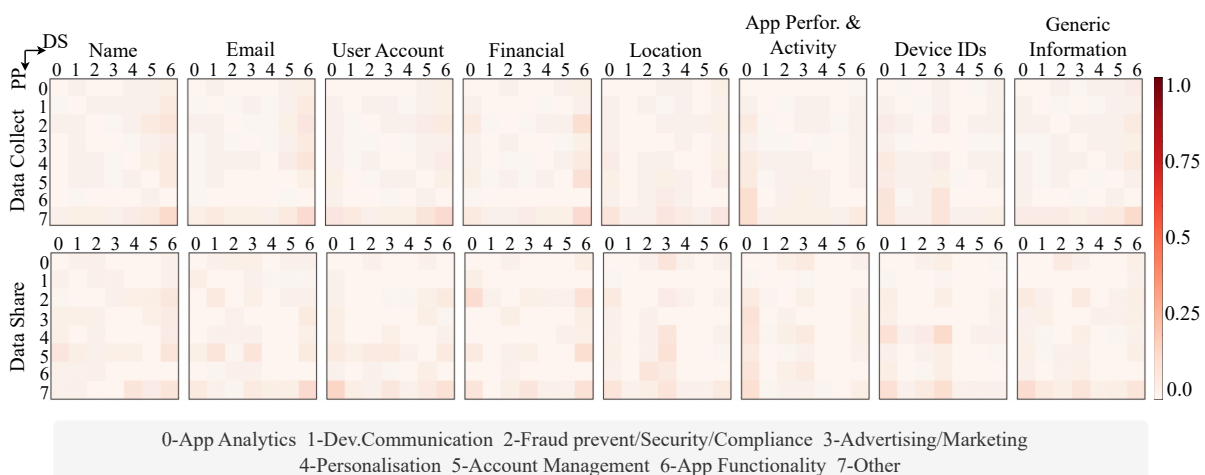 DS
PP
Name Email User Account Financial Location App Perfor. & Activity Device IDs Generic Information
0 1 2 3 4 5 6 0 1 2 3 4 5 6 0 1 2 3 4 5 6 0 1 2 3 4 5 6 0 1 2 3 4 5 6 0 1 2 3 4 5 6 0 1 2 3 4 5 6 0 1 2 3 4 5 6
Data Collect
0
1
2
3
4
5
6
7
0 1 2 3 4 5 6 0 1 2 3 4 5 6 0 1 2 3 4 5 6 0 1 2 3 4 5 6 0 1 2 3 4 5 6 0 1 2 3 4 5 6 0 1 2 3 4 5 6 0 1 2 3 4 5 6
Data Share
0
1
2
3
4
5
6
7
1.0
0.75
0.5
0.25
0.0
0-App Analytics 1-Dev.Communication 2-Fraud prevent/Security/Compliance 3-Advertising/Marketing
4-Personalisation 5-Account Management 6-App Functionality 7-Other